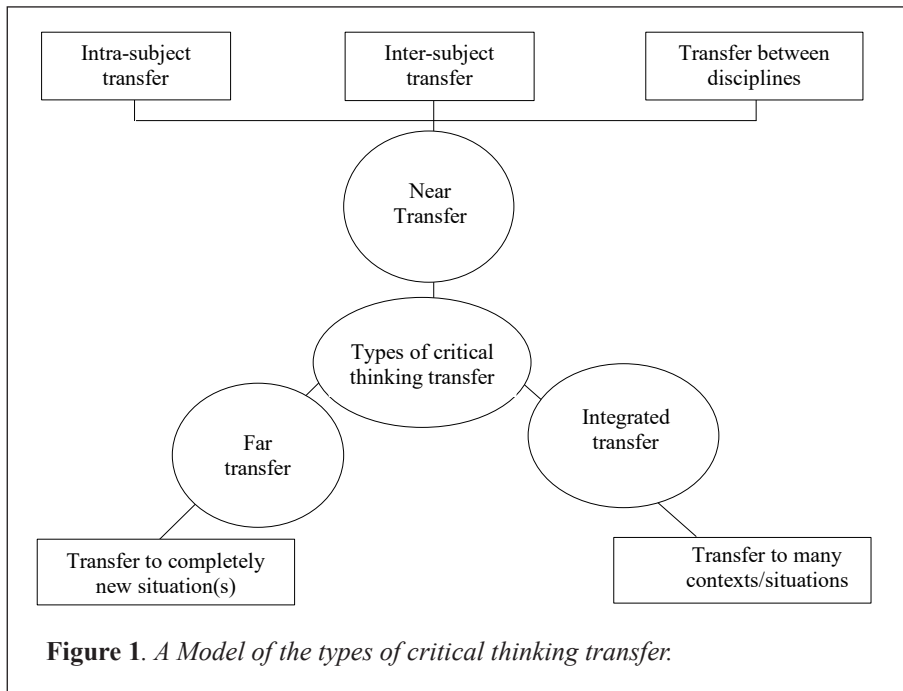 Intra-subject
transfer
Inter-subject
transfer
Transfer between
disciplines
Near
Transfer
Types of critical
thinking transfer
Far
transfer
Integrated
transfer
Transfer to completely
new situation(s)
Transfer to many
contexts/situations
Figure 1. A Model of the types of critical thinking transfer.